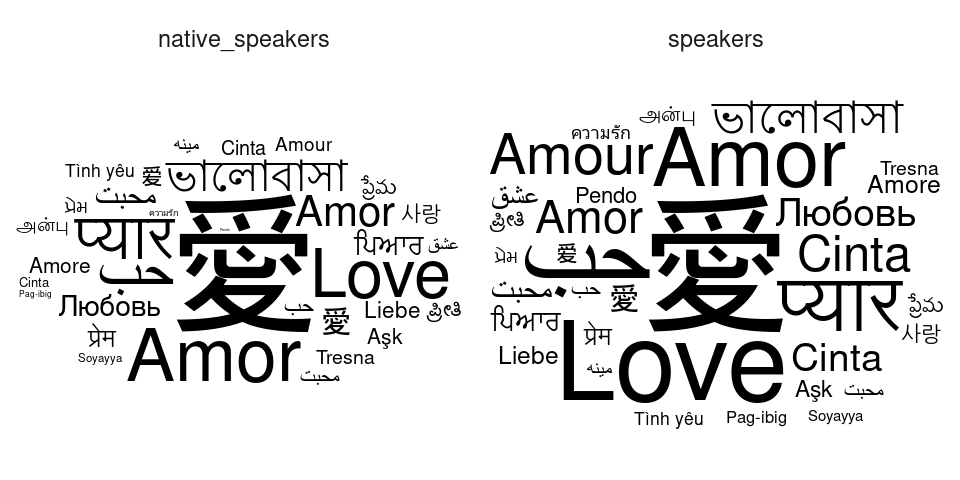 native_speakers
مينه
Cinta
Amour
Tình yêu
愛
ভালোবাসা
محبت
ప్రేమ
प्रेम
ความรัก
Amor
사랑
அன்பு
प्यार
愛
Pendo
ਪਿਆਰ
عشق
حب
Love
Amore
Cinta
Pag-ibig
Любовь
حب
愛
Liebe
ಪ್ರೀತಿ
प्रेम
Aşk
Soyayya
Amor
Tresna
محبت
speakers
அன்பு
ভালোবাসা
ความรัก
Amour
Amor
Tresna
Amore
عشق
Pendo
ಪ್ರೀತಿ
Amor
愛
Любовь
प्रेम
حب
愛
Cinta
محبت
حب
愛
प्यार
ప్రేమ
ਪਿਆਰ
प्रेम
사랑
Liebe
Love
مينه
Cinta
Aşk
محبت
Tình yêu
Pag-ibig
Soyayya